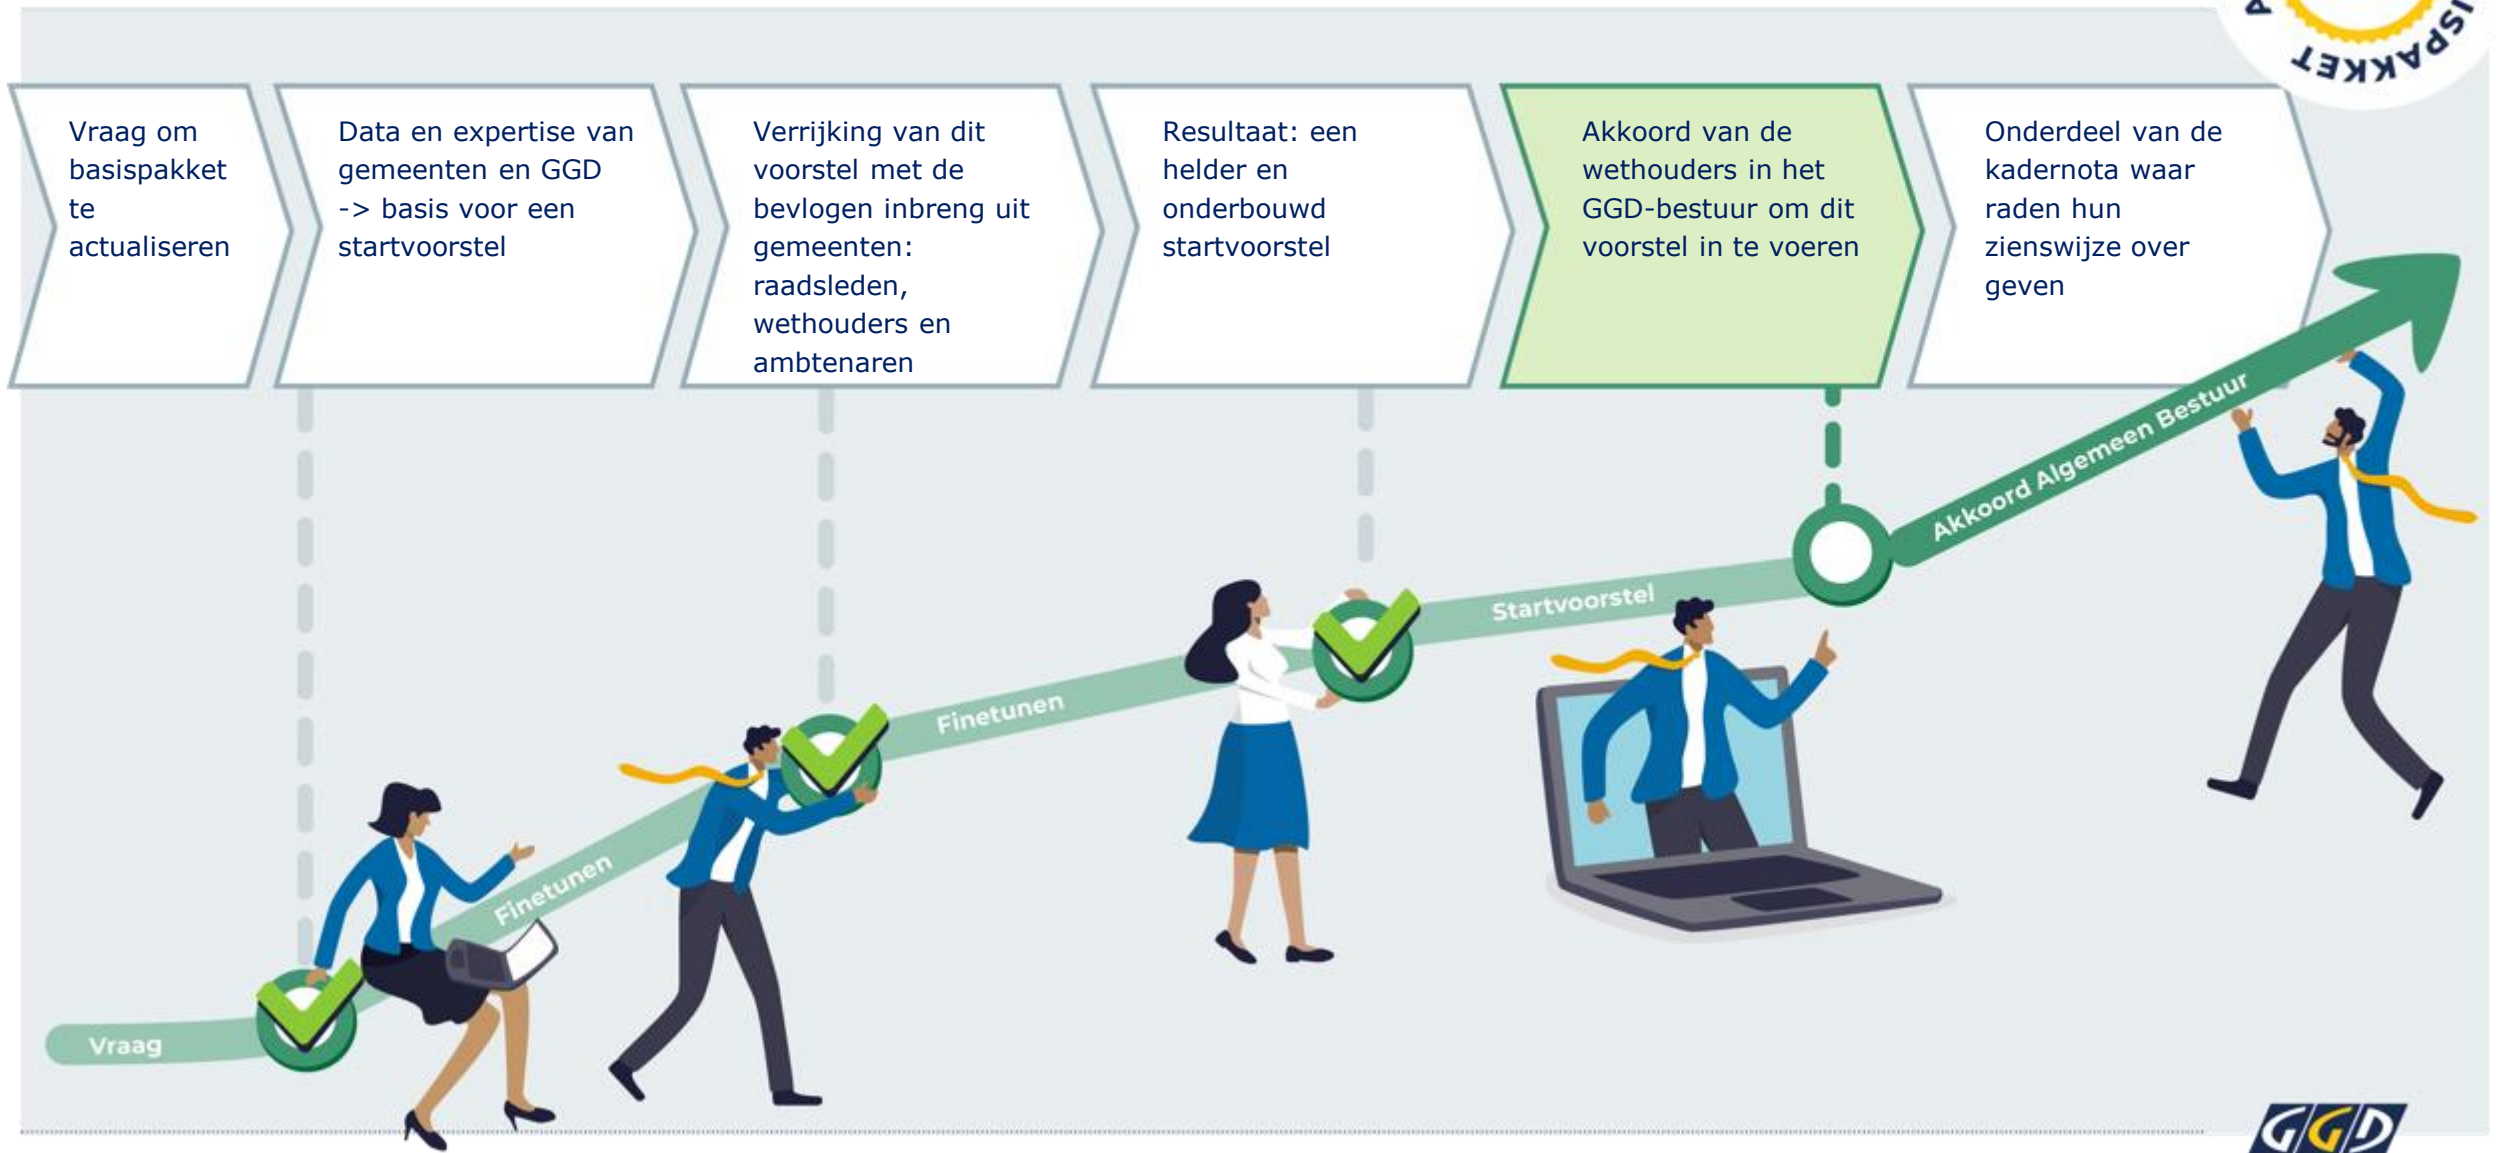 ISPAKKET
Vraag om
basispakket
te
actualiseren
Data en expertise van
gemeenten en GGD
-> basis voor een
startvoorstel
Verrijking van dit
voorstel met de
bevlogen inbreng uit
gemeenten:
raadsleden,
wethouders en
ambtenaren
Resultaat: een
helder en
onderbouwd
startvoorstel
Akkoord van de
wethouders in het
GGD-bestuur om dit
voorstel in te voeren
Onderdeel van de
kadernota waar
raden hun
zienswijze over
geven
Vraag
Finetunen
Finetunen
Startvoorstel
Akkoord Algemeen Bestuur
GGD